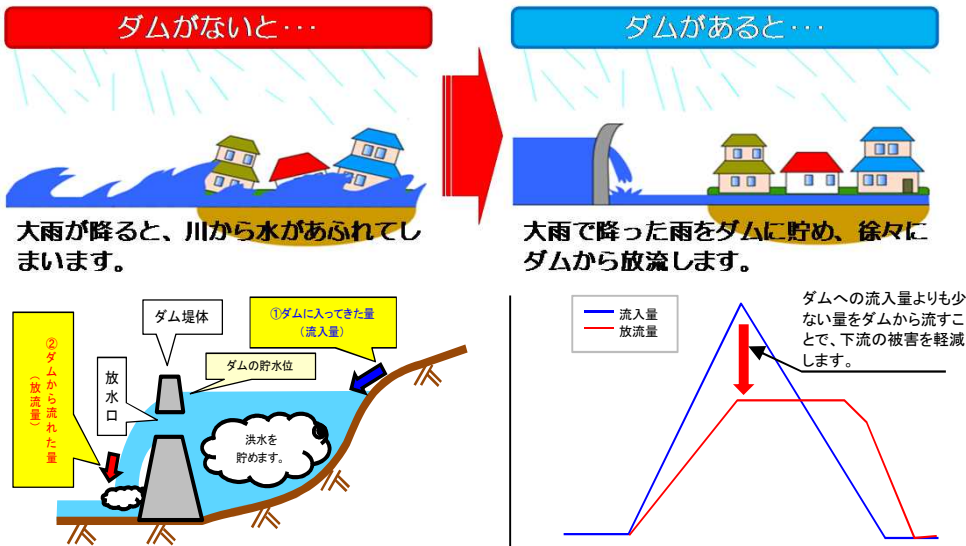 ダムがないと･･･
ダムがあると･･･
大雨が降ると、川から水があふれてし
まいます。
大雨で降った雨をダムに貯め、徐々に
ダムから放流します。
②ダムから流れた量
（放流量）
放水口
ダム堤体
ダムの貯水位
①ダムに入ってきた量
（流入量）
洪水を
貯めます。
流入量
放流量
ダムへの流入量よりも少
ない量をダムから流すこ
とで、下流の被害を軽減
します。